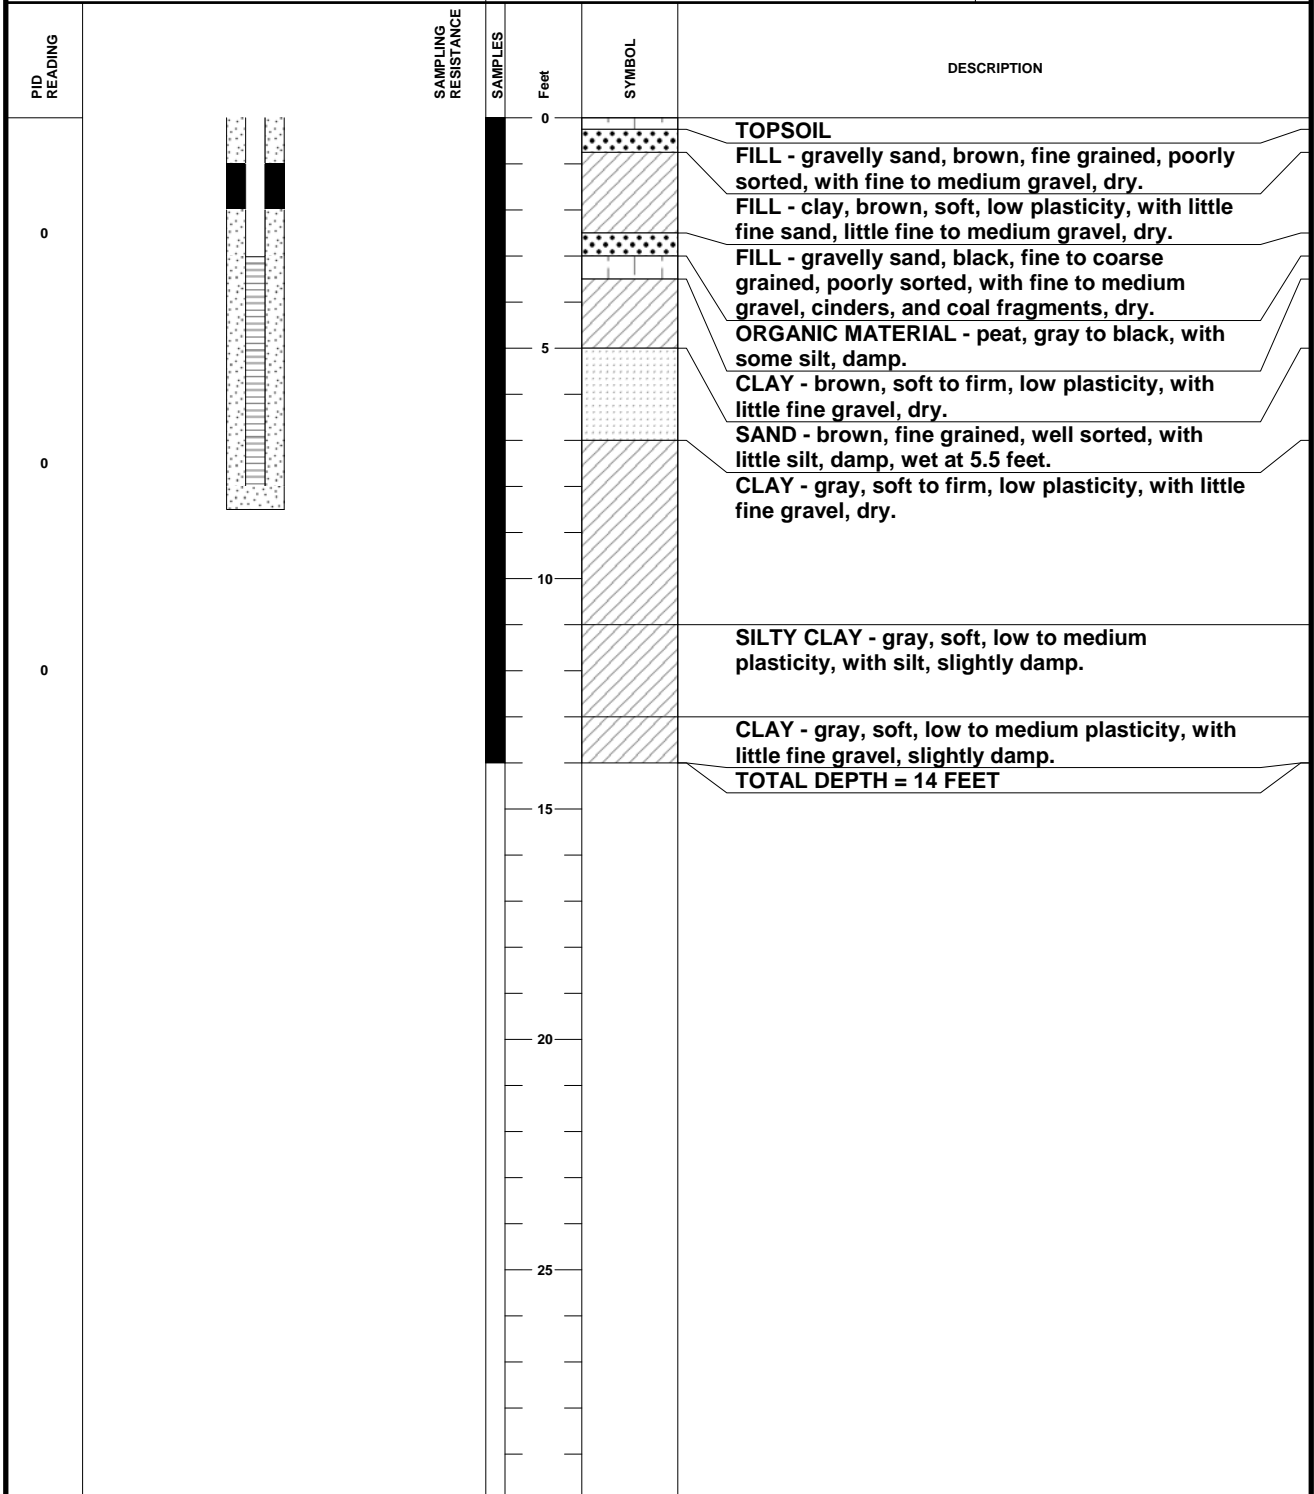 PID
READING
SAMPLING
RESISTANCE
SAMPLES
Feet
SYMBOL
DESCRIPTION
0
TOPSOIL
FILL - gravelly sand, brown, fine grained, poorly
sorted, with fine to medium gravel, dry.
FILL - clay, brown, soft, low plasticity, with little
fine sand, little fine to medium gravel, dry.
0
FILL - gravelly sand, black, fine to coarse
grained, poorly sorted, with fine to medium
gravel, cinders, and coal fragments, dry.
ORGANIC MATERIAL - peat, gray to black, with
some silt, damp.
5
CLAY - brown, soft to firm, low plasticity, with
little fine gravel, dry.
SAND - brown, fine grained, well sorted, with
little silt, damp, wet at 5.5 feet.
0
CLAY - gray, soft to firm, low plasticity, with little
fine gravel, dry.
10
SILTY CLAY - gray, soft, low to medium
plasticity, with silt, slightly damp.
0
CLAY - gray, soft, low to medium plasticity, with
little fine gravel, slightly damp.
TOTAL DEPTH = 14 FEET
15
20
25